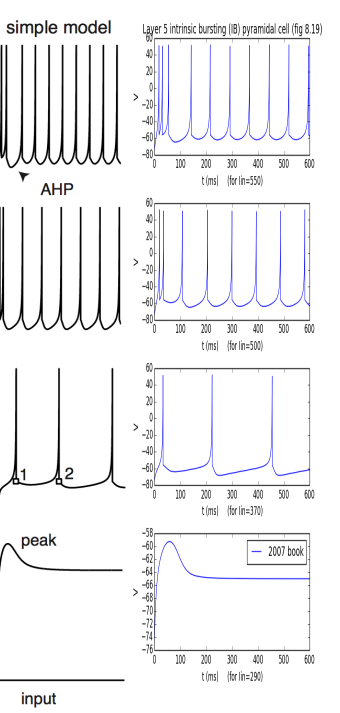 simple model
Layer 5 intrinsic bursting (IB) pyramidal cell (fig 8.19)
60
40
20
0
−20
−40
−60
−80
V
0 100 200 300 400 500 600
t (ms) (for Iin=550)
AHP
60
40
20
0
−20
−40
−60
−80
V
0 100 200 300 400 500 600
t (ms) (for Iin=500)
1 2
60
40
20
0
−20
−40
−60
−80
V
0 100 200 300 400 500 600
t (ms) (for Iin=370)
peak
−58
−60
−62
−64
−66
−68
−70
−72
−74
−76
V
2007 book
0 100 200 300 400 500 600
t (ms) (for Iin=290)
input